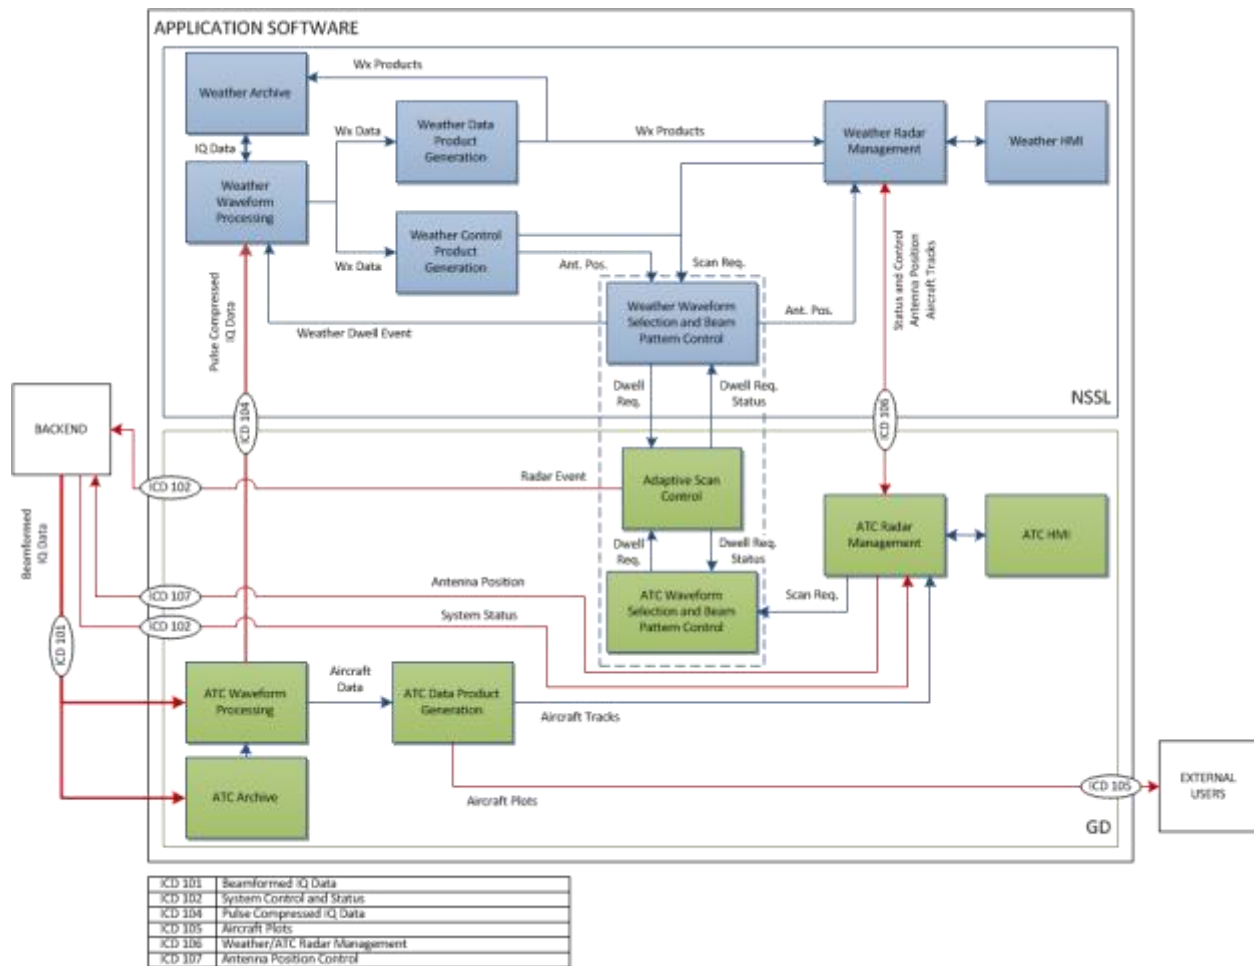 APPLICATION SOFTWARE
Wx Products
Weather Archive
IQ Data
Wx Data
Weather Data
Product
Generation
Wx Products
Weather Radar
Management
Weather HMI
Weather
Waveform
Processing
Wx Data
Weather Control
Product
Generation
Ant. Pos.
Scan Req.
Status and Control
Antenna Position
Aircraft Tracks
Pulse Compressed
IQ Data
Weather Dwell Event
Weather Waveform
Selection and Beam
Pattern Control
Ant. Pos.
Dwell
Req.
Dwell Req.
Status
NSSL
BACKEND
ICD 104
ICD 106
Radar Event
ICD 102
Adaptive Scan
Control
Beamformed
IQ Data
Dwell
Req.
Dwell Req.
Status
ATC Radar
Management
ATC HMI
Antenna Position
ICD 107
System Status
ICD 102
ATC Waveform
Selection and Beam
Pattern Control
Scan Req.
ICD 101
ATC Waveform
Processing
Aircraft
Data
ATC Data Product
Generation
Aircraft Tracks
ATC Archive
Aircraft Plots
ICD 105
EXTERNAL
USERS
GD
ICD 101 Beamformed IQ Data
ICD 102 System Control and Status
ICD 104 Pulse Compressed IQ Data
ICD 105 Aircraft Plots
ICD 106 Weather/ATC Radar Management
ICD 107 Antenna Position Control